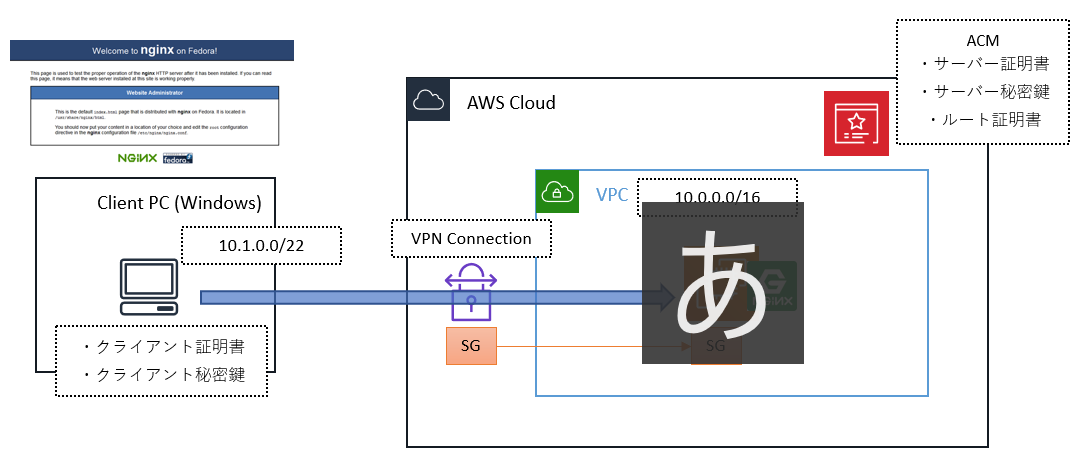 Welcome to nginx on Fedora!
This page is used to test the proper operation of the nginx HTTP server after it has been installed. If you can read
this page, it means that the web server installed at this site is working properly.
Website Administrator
This is the default index.html page that is distributed with nginx on Fedora. It is located in
/usr/share/nginx/html.
You should now put your content in a location of your choice and edit the root configuration
directive in the nginx configuration file /etc/nginx/nginx.conf.
NGINX fedora
Client PC (Windows)
10.1.0.0/22
・クライアント証明書
・クライアント秘密鍵
AWS Cloud
VPN Connection
SG
VPC
10.0.0.0/16
あ
NGINX
SG
ACM
・サーバー証明書
・サーバー秘密鍵
・ルート証明書